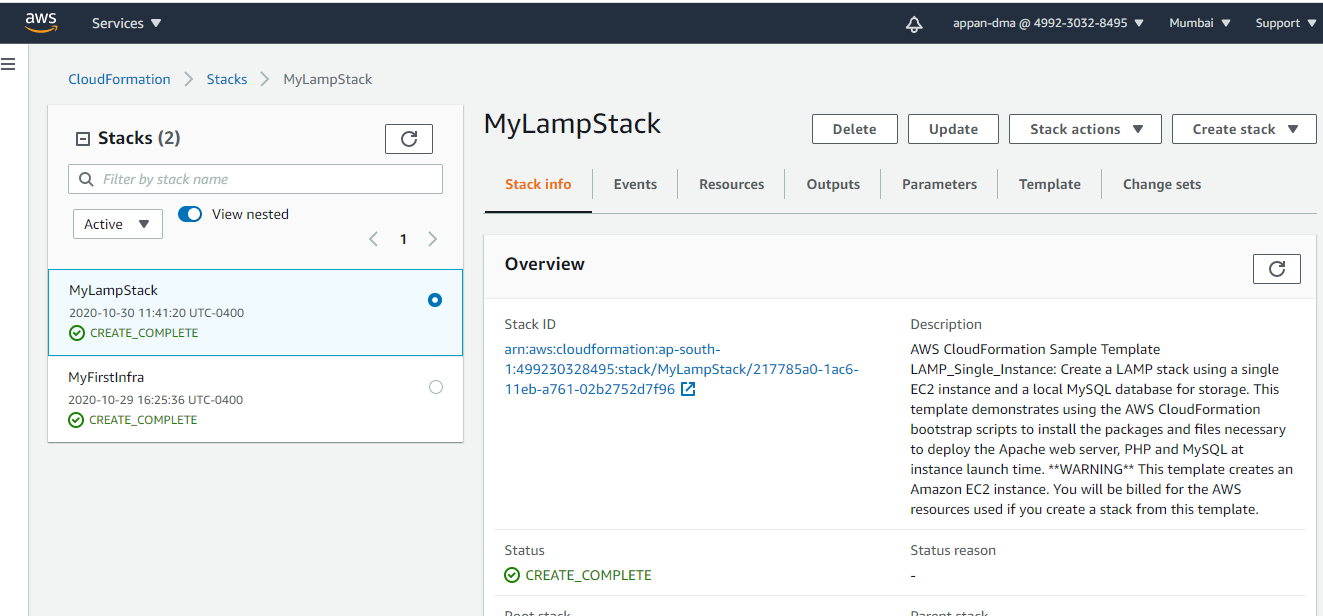 aws
Services
appan-dma @ 4992-3032-8495
Mumbai
Support
CloudFormation
Stacks
MyLampStack
Stacks (2)
Filter by stack name
Active
View nested
1
MyLampStack
2020-10-30 11:41:20 UTC-0400
CREATE_COMPLETE
MyFirstInfra
2020-10-29 16:25:36 UTC-0400
CREATE_COMPLETE
MyLampStack
Delete
Update
Stack actions
Create stack
Stack info
Events
Resources
Outputs
Parameters
Template
Change sets
Overview
Stack ID
arn:aws:cloudformation:ap-south-
1:499230328495:stack/MyLampStack/217785a0-1ac6-
11eb-a761-02b2752d7f96
Description
AWS CloudFormation Sample Template
LAMP_Single_Instance: Create a LAMP stack using a single
EC2 instance and a local MySQL database for storage. This
template demonstrates using the AWS CloudFormation
bootstrap scripts to install the packages and files necessary
to deploy the Apache web server, PHP and MySQL at
instance launch time. **WARNING** This template creates an
Amazon EC2 instance. You will be billed for the AWS
resources used if you create a stack from this template.
Status
CREATE_COMPLETE
Status reason
-
Root stack
Parent stack